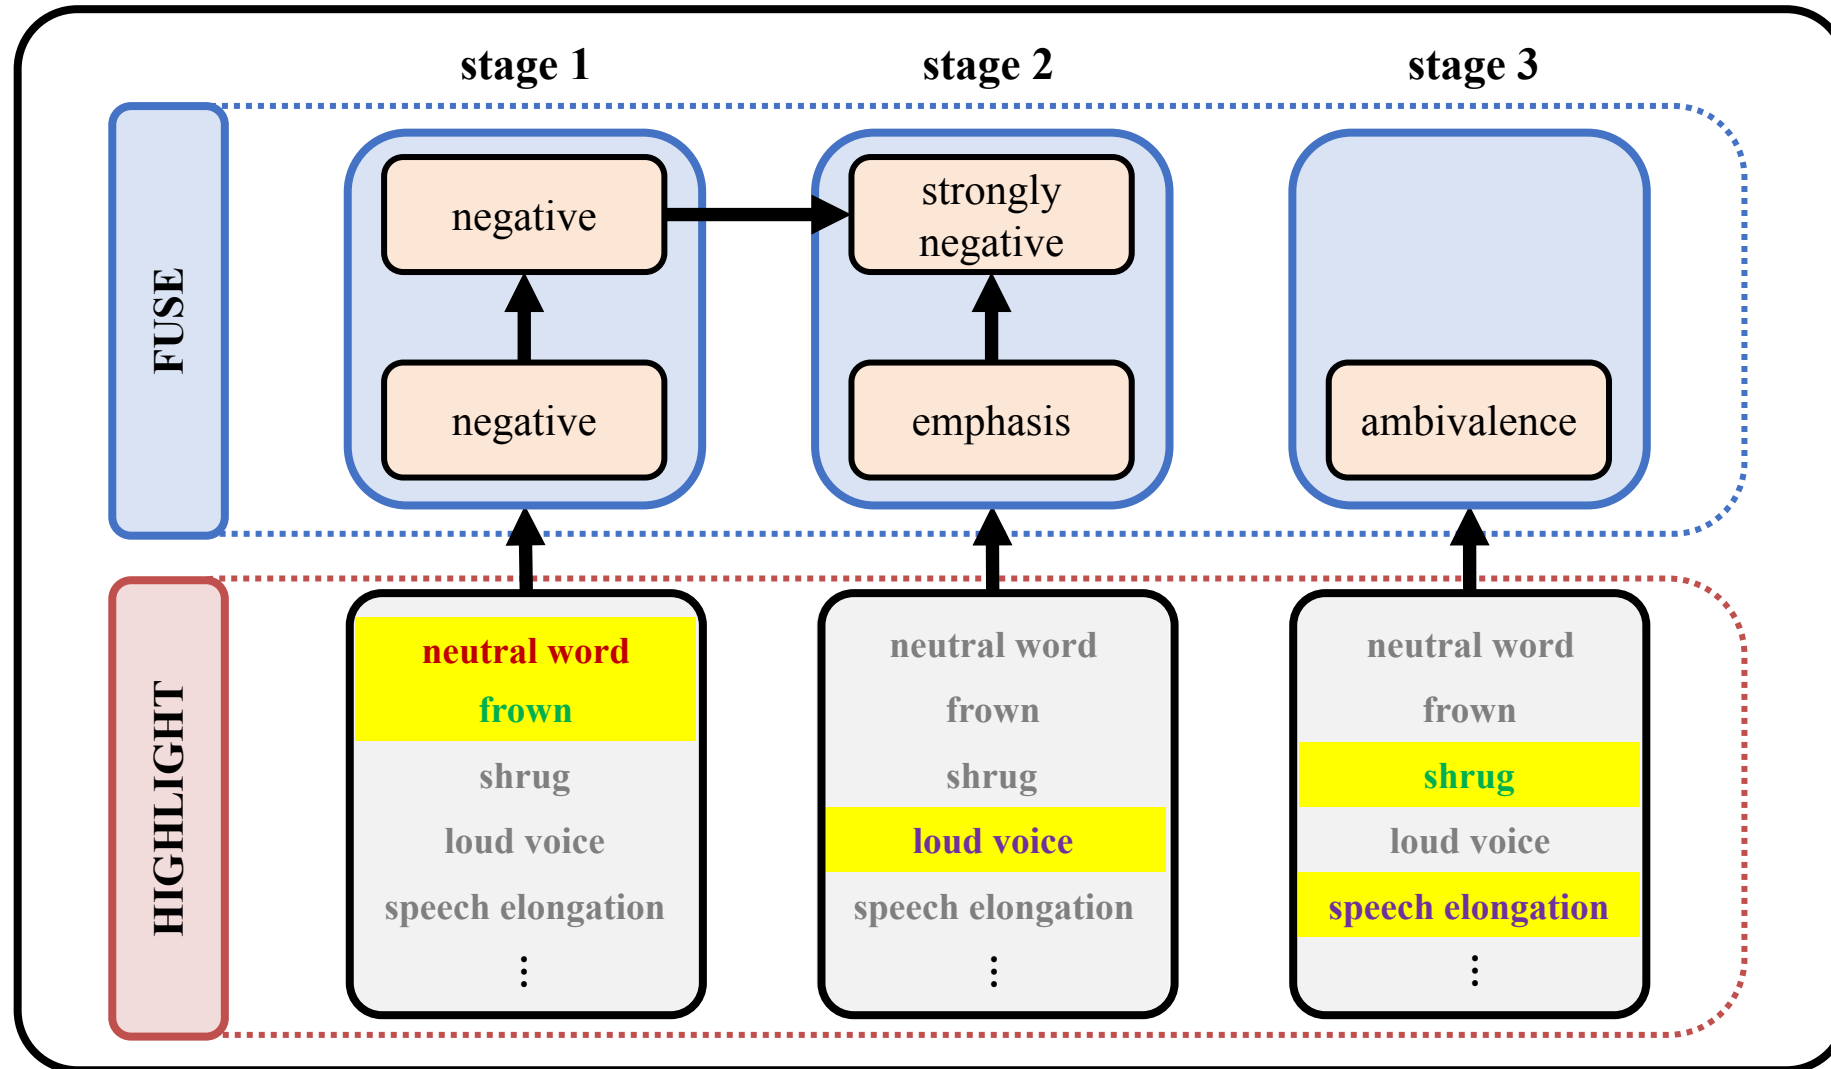 stage 1
stage 2
stage 3
FUSE
negative
strongly
negative
negative
emphasis
ambivalence
HIGHLIGHT
neutral word
frown
shrug
loud voice
speech elongation
⋮
neutral word
frown
shrug
loud voice
speech elongation
⋮
neutral word
frown
shrug
loud voice
speech elongation
⋮